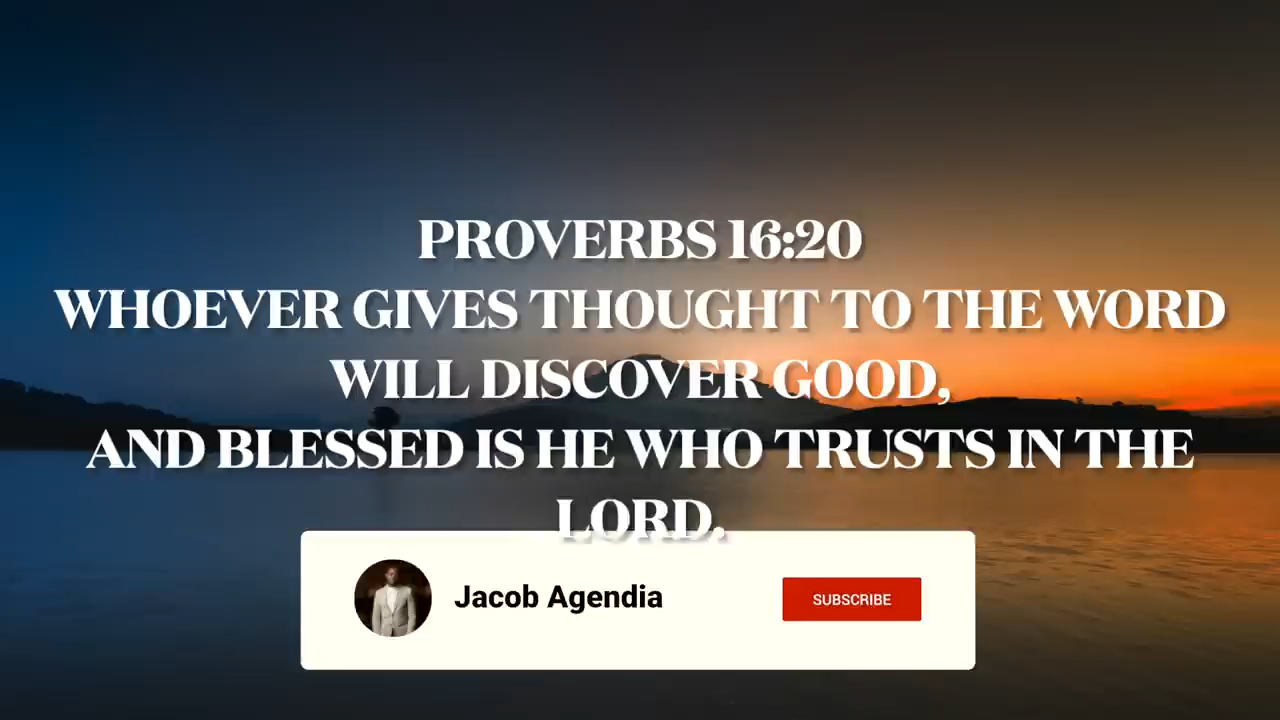 PROVERBS 16:20
WHOEVER GIVES THOUGHT TO THE WORD
WILL DISCOVER GOOD,
AND BLESSED IS HE WHO TRUSTS IN THE
LORD.
Jacob Agendia
SUBSCRIBE